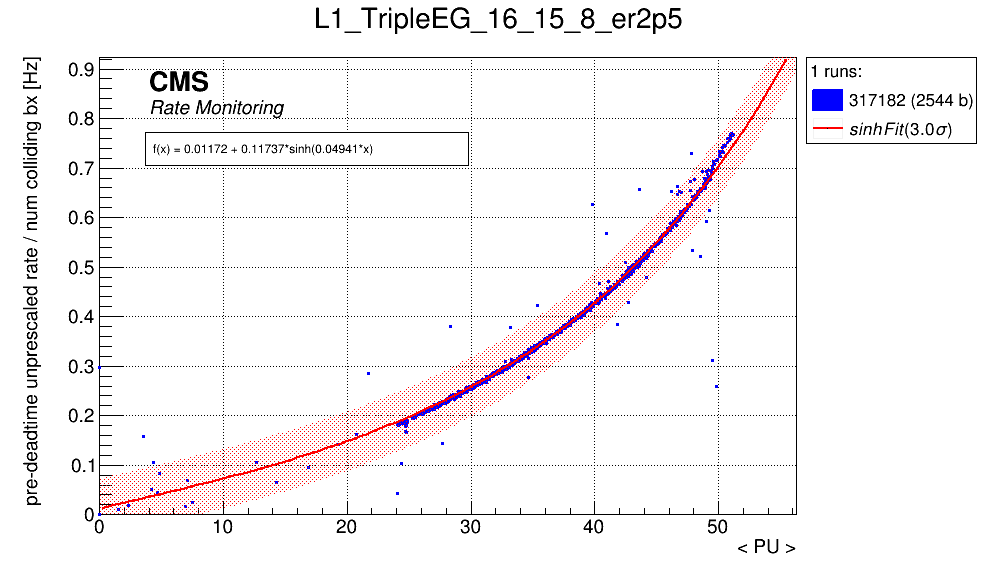 L1_TripleEG_16_15_8_er2p5
pre-deadtime unprescaled rate / num colliding bx [Hz]
CMS
Rate Monitoring
f(x) = 0.01172 + 0.11737*sinh(0.04941*x)
1 runs:
317182 (2544 b)
sinhFit(3.0σ)
0.9
0.8
0.7
0.6
0.5
0.4
0.3
0.2
0.1
0
0 10 20 30 40 50
< PU >